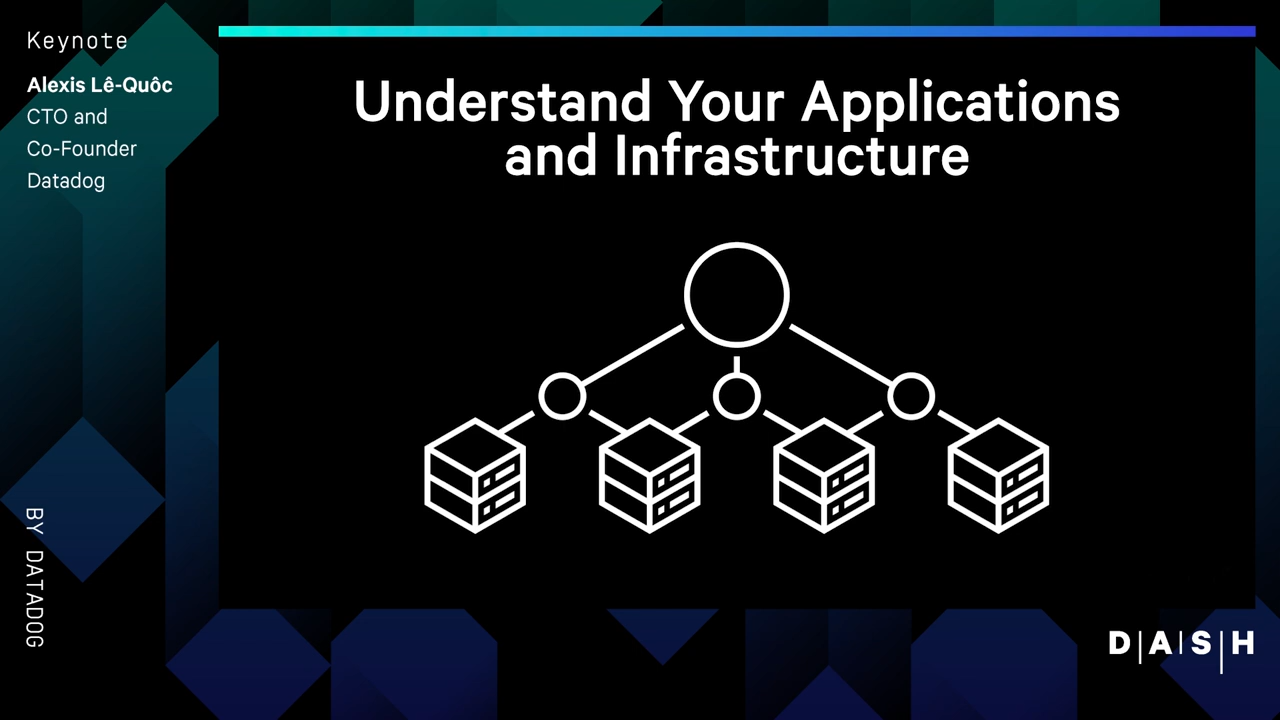 Keynote
Alexis Lê-Quôc
CTO and
Co-Founder
Datadog
Understand Your Applications
and Infrastructure
BY DATADOG
D|A|S|H